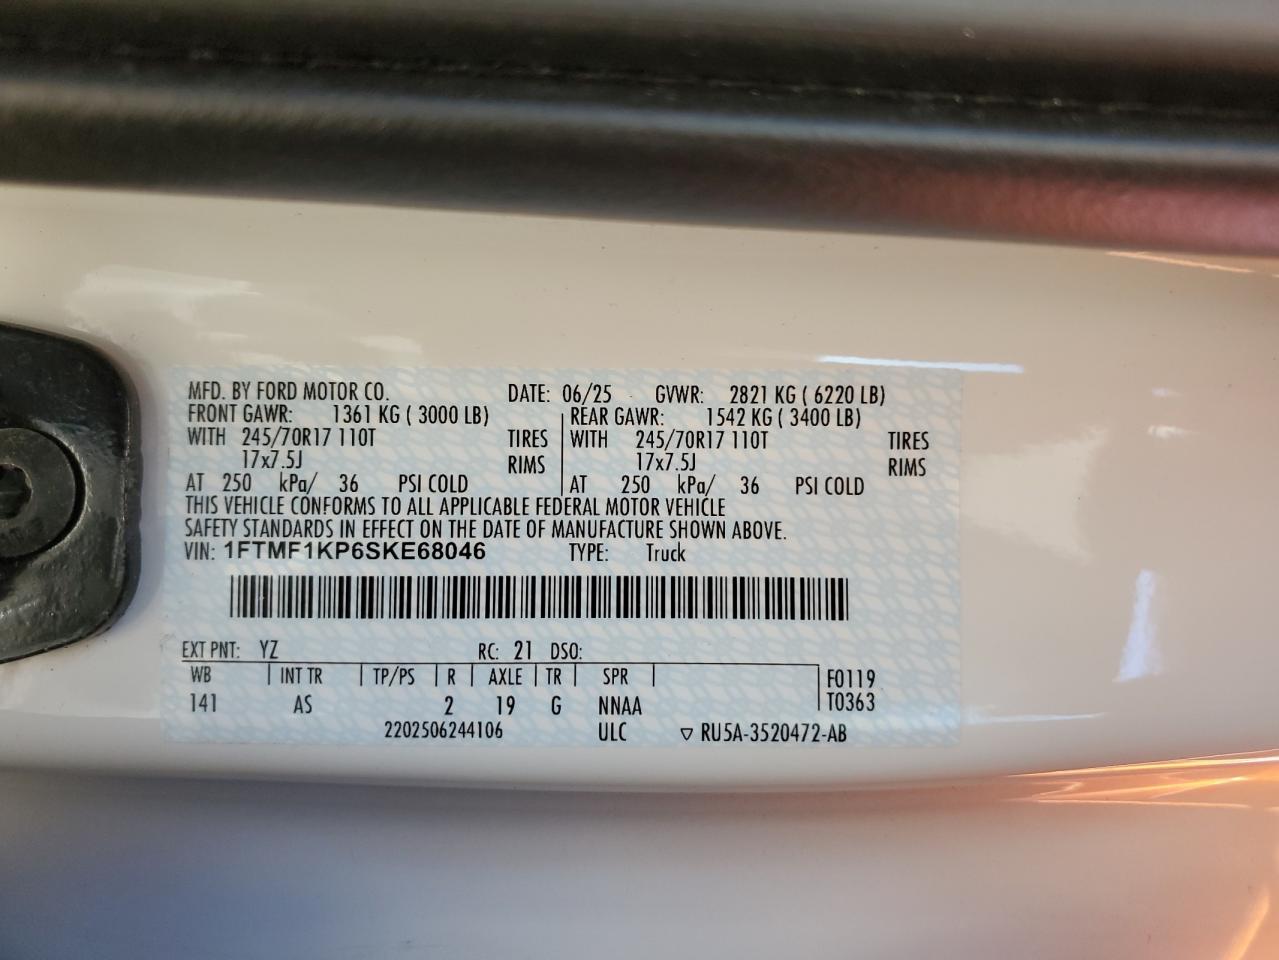 MFD. BY FORD MOTOR CO. DATE: 06/25 GVWR: 2821 KG ( 6220 LB)
FRONT GAWR: 1361 KG ( 3000 LB) REAR GAWR: 1542 KG ( 3400 LB)
WITH 245/70R17 110T TIRES WITH 245/70R17 110T TIRES
17x7.5J RIMS 17x7.5J RIMS
AT 250 kPa/ 36 PSI COLD AT 250 kPa/ 36 PSI COLD
THIS VEHICLE CONFORMS TO ALL APPLICABLE FEDERAL MOTOR VEHICLE
SAFETY STANDARDS IN EFFECT ON THE DATE OF MANUFACTURE SHOWN ABOVE.
VIN: 1FTMF1KP6SKE68046 TYPE: Truck
EXT PNT: YZ RC: 21 DSO:
WB INT TR TP/PS R AXLE TR SPR F0119
141 AS 2 19 G NNAA T0363
2202506244106 ULC ▽ RU5A-3520472-AB